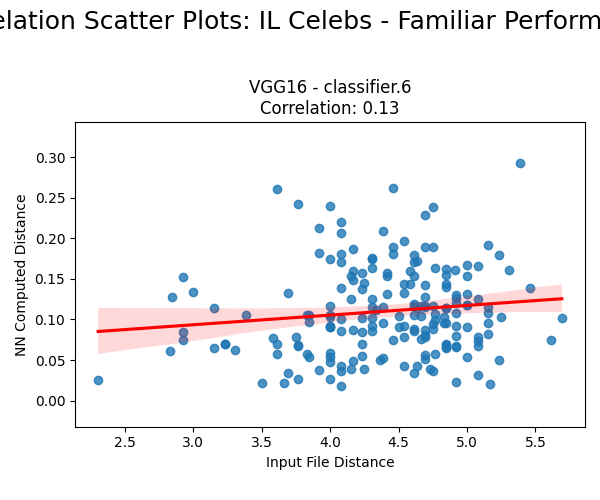 elation Scatter Plots: IL Celebs - Familiar Perform
VGG16 - classifier.6
Correlation: 0.13
NN Computed Distance
0.30
0.25
0.20
0.15
0.10
0.05
0.00
2.5 3.0 3.5 4.0 4.5 5.0 5.5
Input File Distance